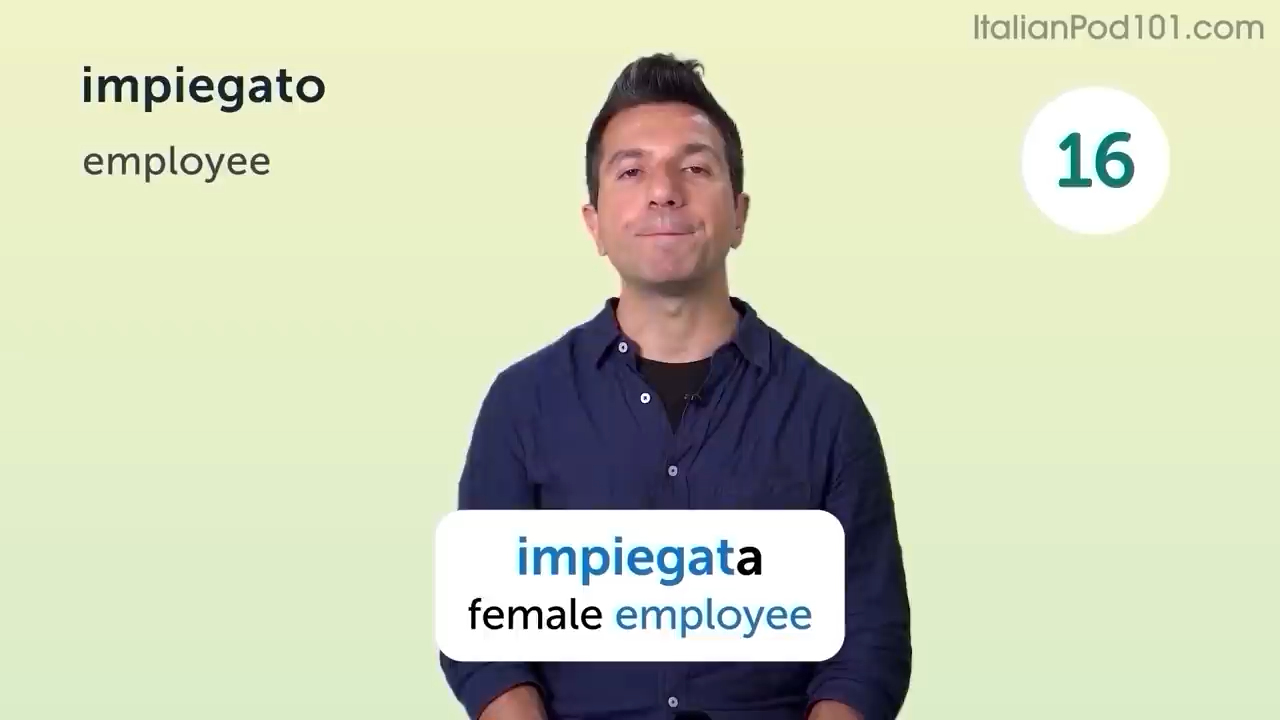 ItalianPod101.com
impiegato
employee
16
impiegata
female employee